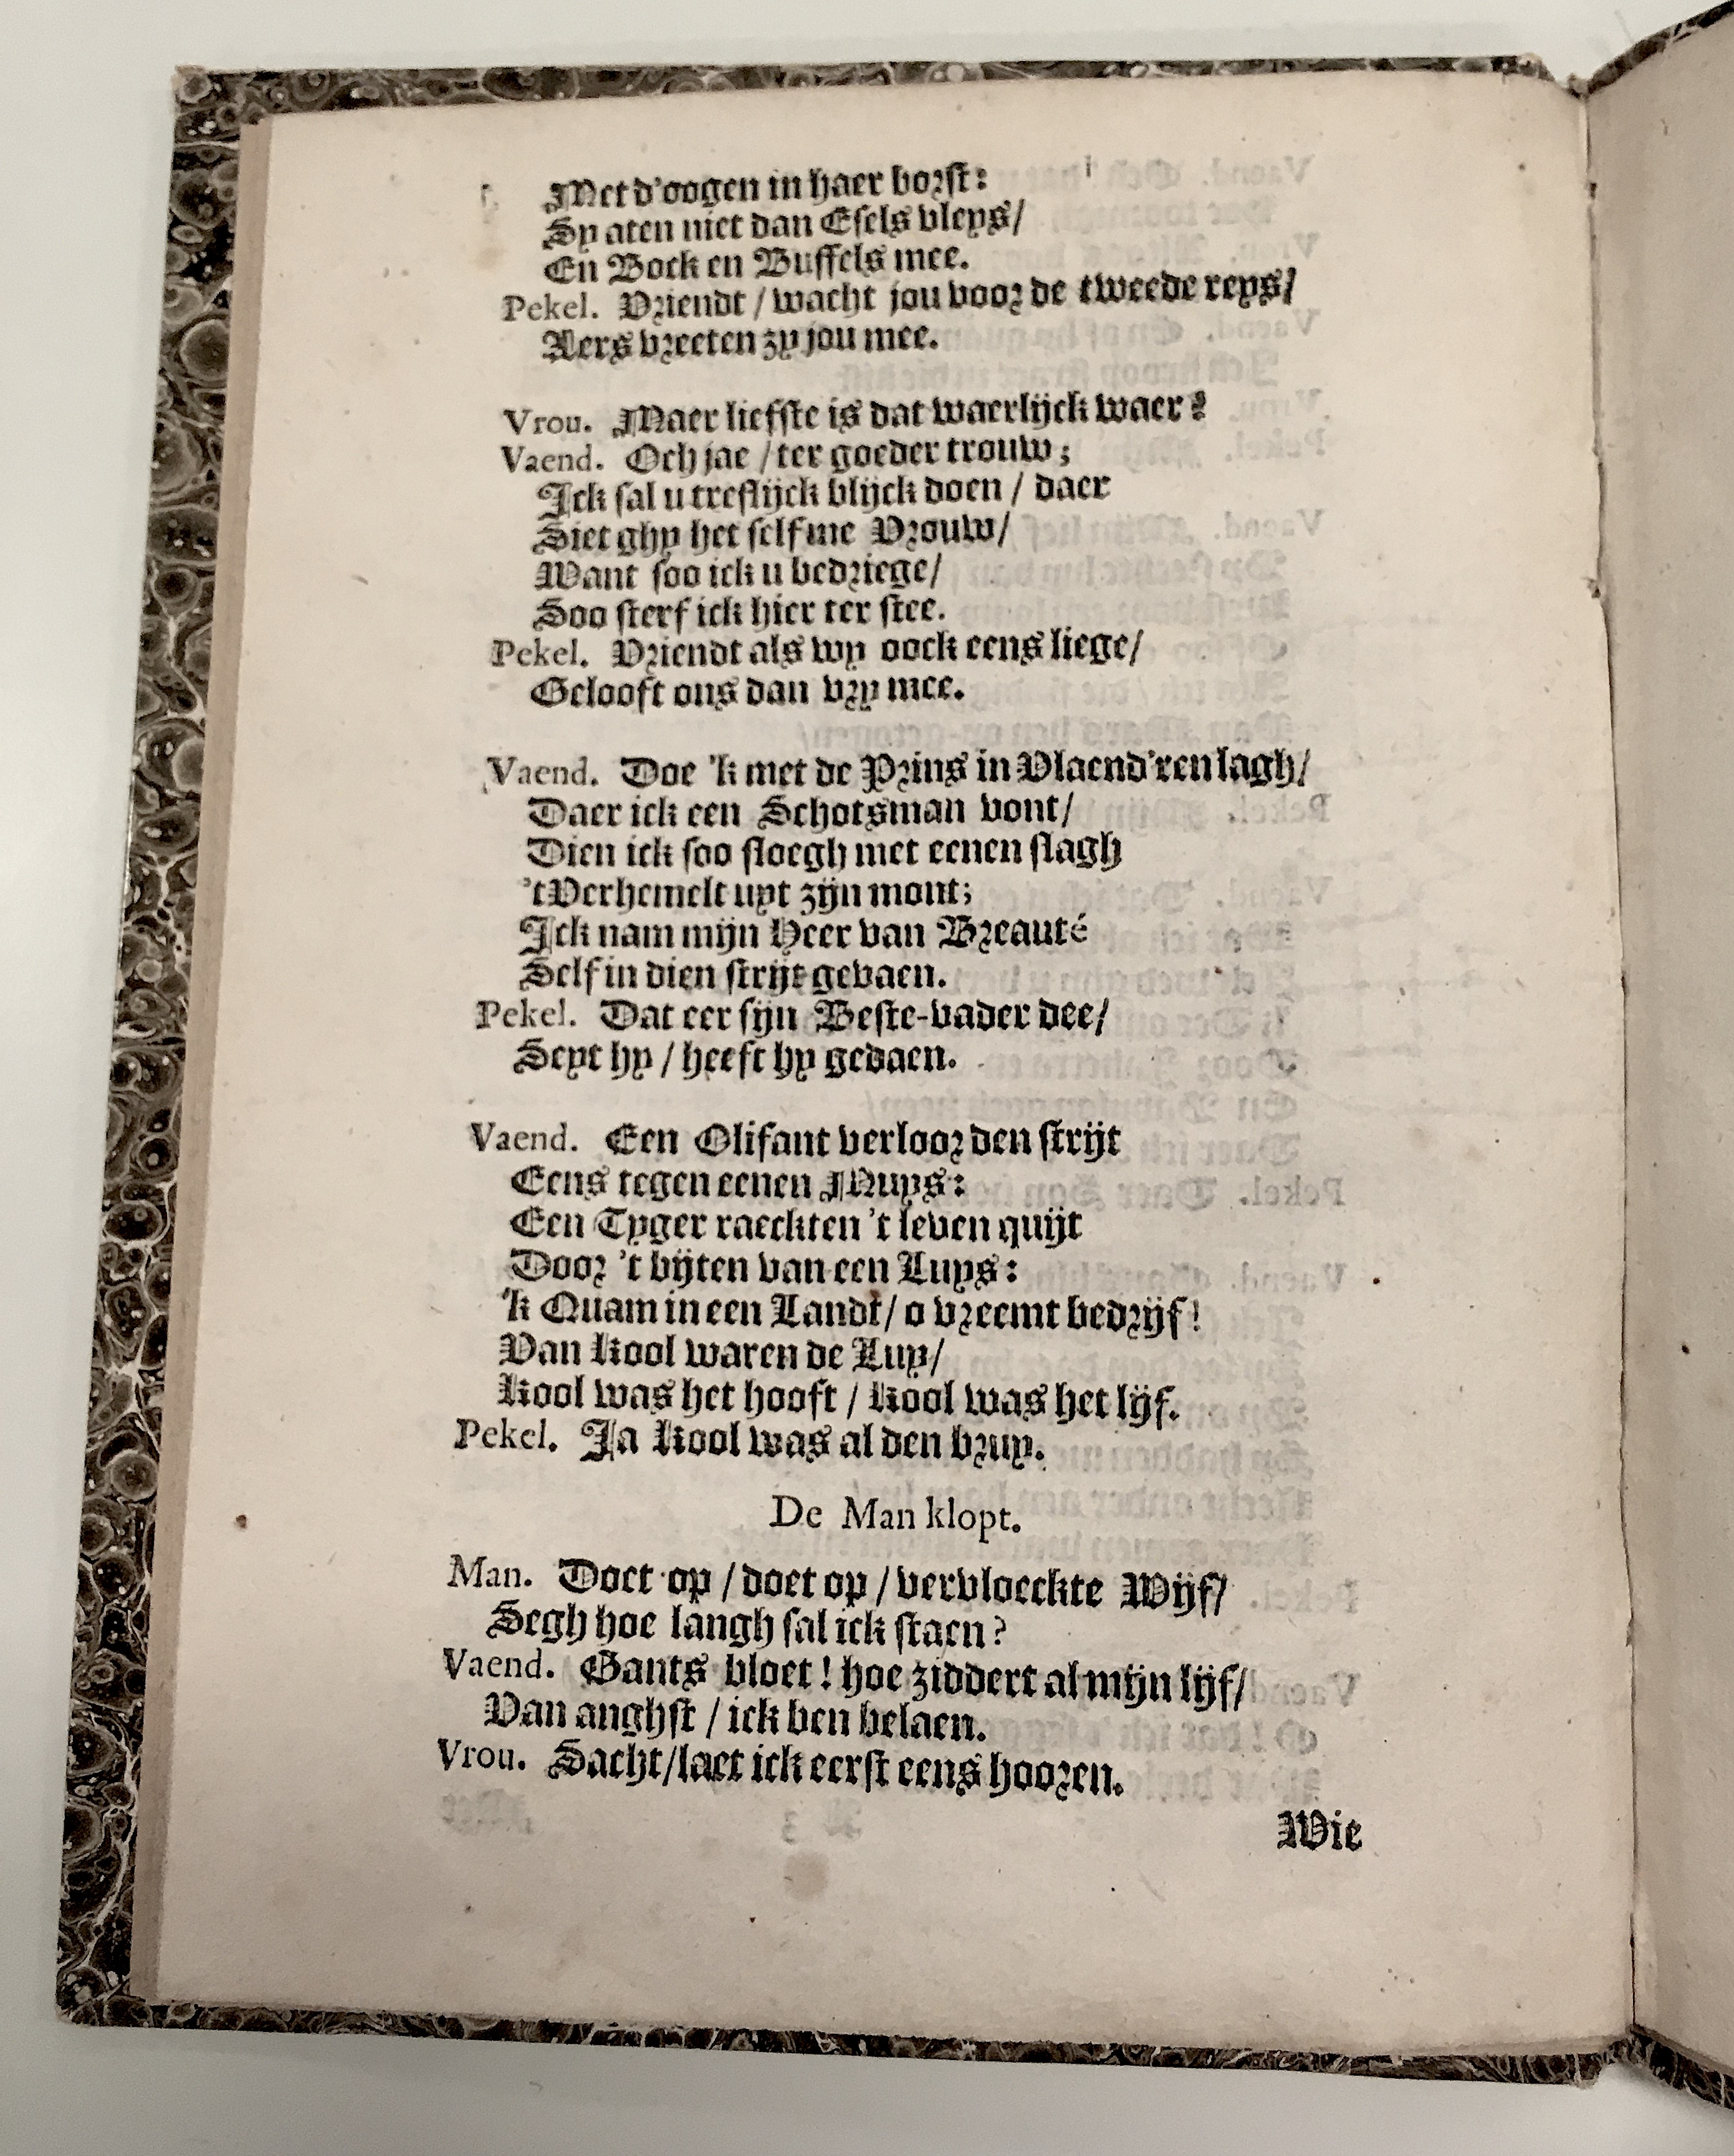 Met d'oogen in haer borst:
Sy aten niet dan Esels vleys/
En Bock en Buffels mee.
Pekel. Vriendt / wacht jou voor de tweede reys/
Aers vreeten zy jou mee.
Vrou. Maer liefste is dat waerlijck waer?
Vaend. Och jae / ter goeder trouw;
Ick sal u treflijck blijck doen / daer
Siet ghy het self me Vrouw/
Want soo ick u bedriege/
Soo sterf ick hier ter stee.
Pekel. Vriendt als wy oock eens liege/
Gelooft ons dan vry mee.
Vaend. Doe 'k met de Prins in Vlaend'ren lagh/
Daer ick een Schotsman vont/
Dien ick soo sloegh met eenen slagh
't Verhemelt uyt zijn mont;
Ick nam mijn Heer van Breauté
Self in dien strijt gevaen.
Pekel. Dat eer sijn Beste-vader dee/
Seyt hy / heeft hy gedaen.
Vaend. Een Olifant verloor den strijt
Eens tegen eenen Muys:
Een Tyger raeckten 't leven quijt
Door 't bijten van een Luys:
'k Quam in een Landt/ o vreemt bedrijf!
Van Kool waren de Luy/
Kool was het hooft / Kool was het lijf.
Pekel. Ja Kool was al den bruy.
De Man klopt.
Man. Doet op / doet op / vervloeckte Wijf/
Segh hoe langh sal ick staen?
Vaend. Gants bloet! hoe ziddert al mijn lijf/
Van anghst / ick ben belaen.
Vrou. Sacht/laet ick eerst eens hooren.
Wie